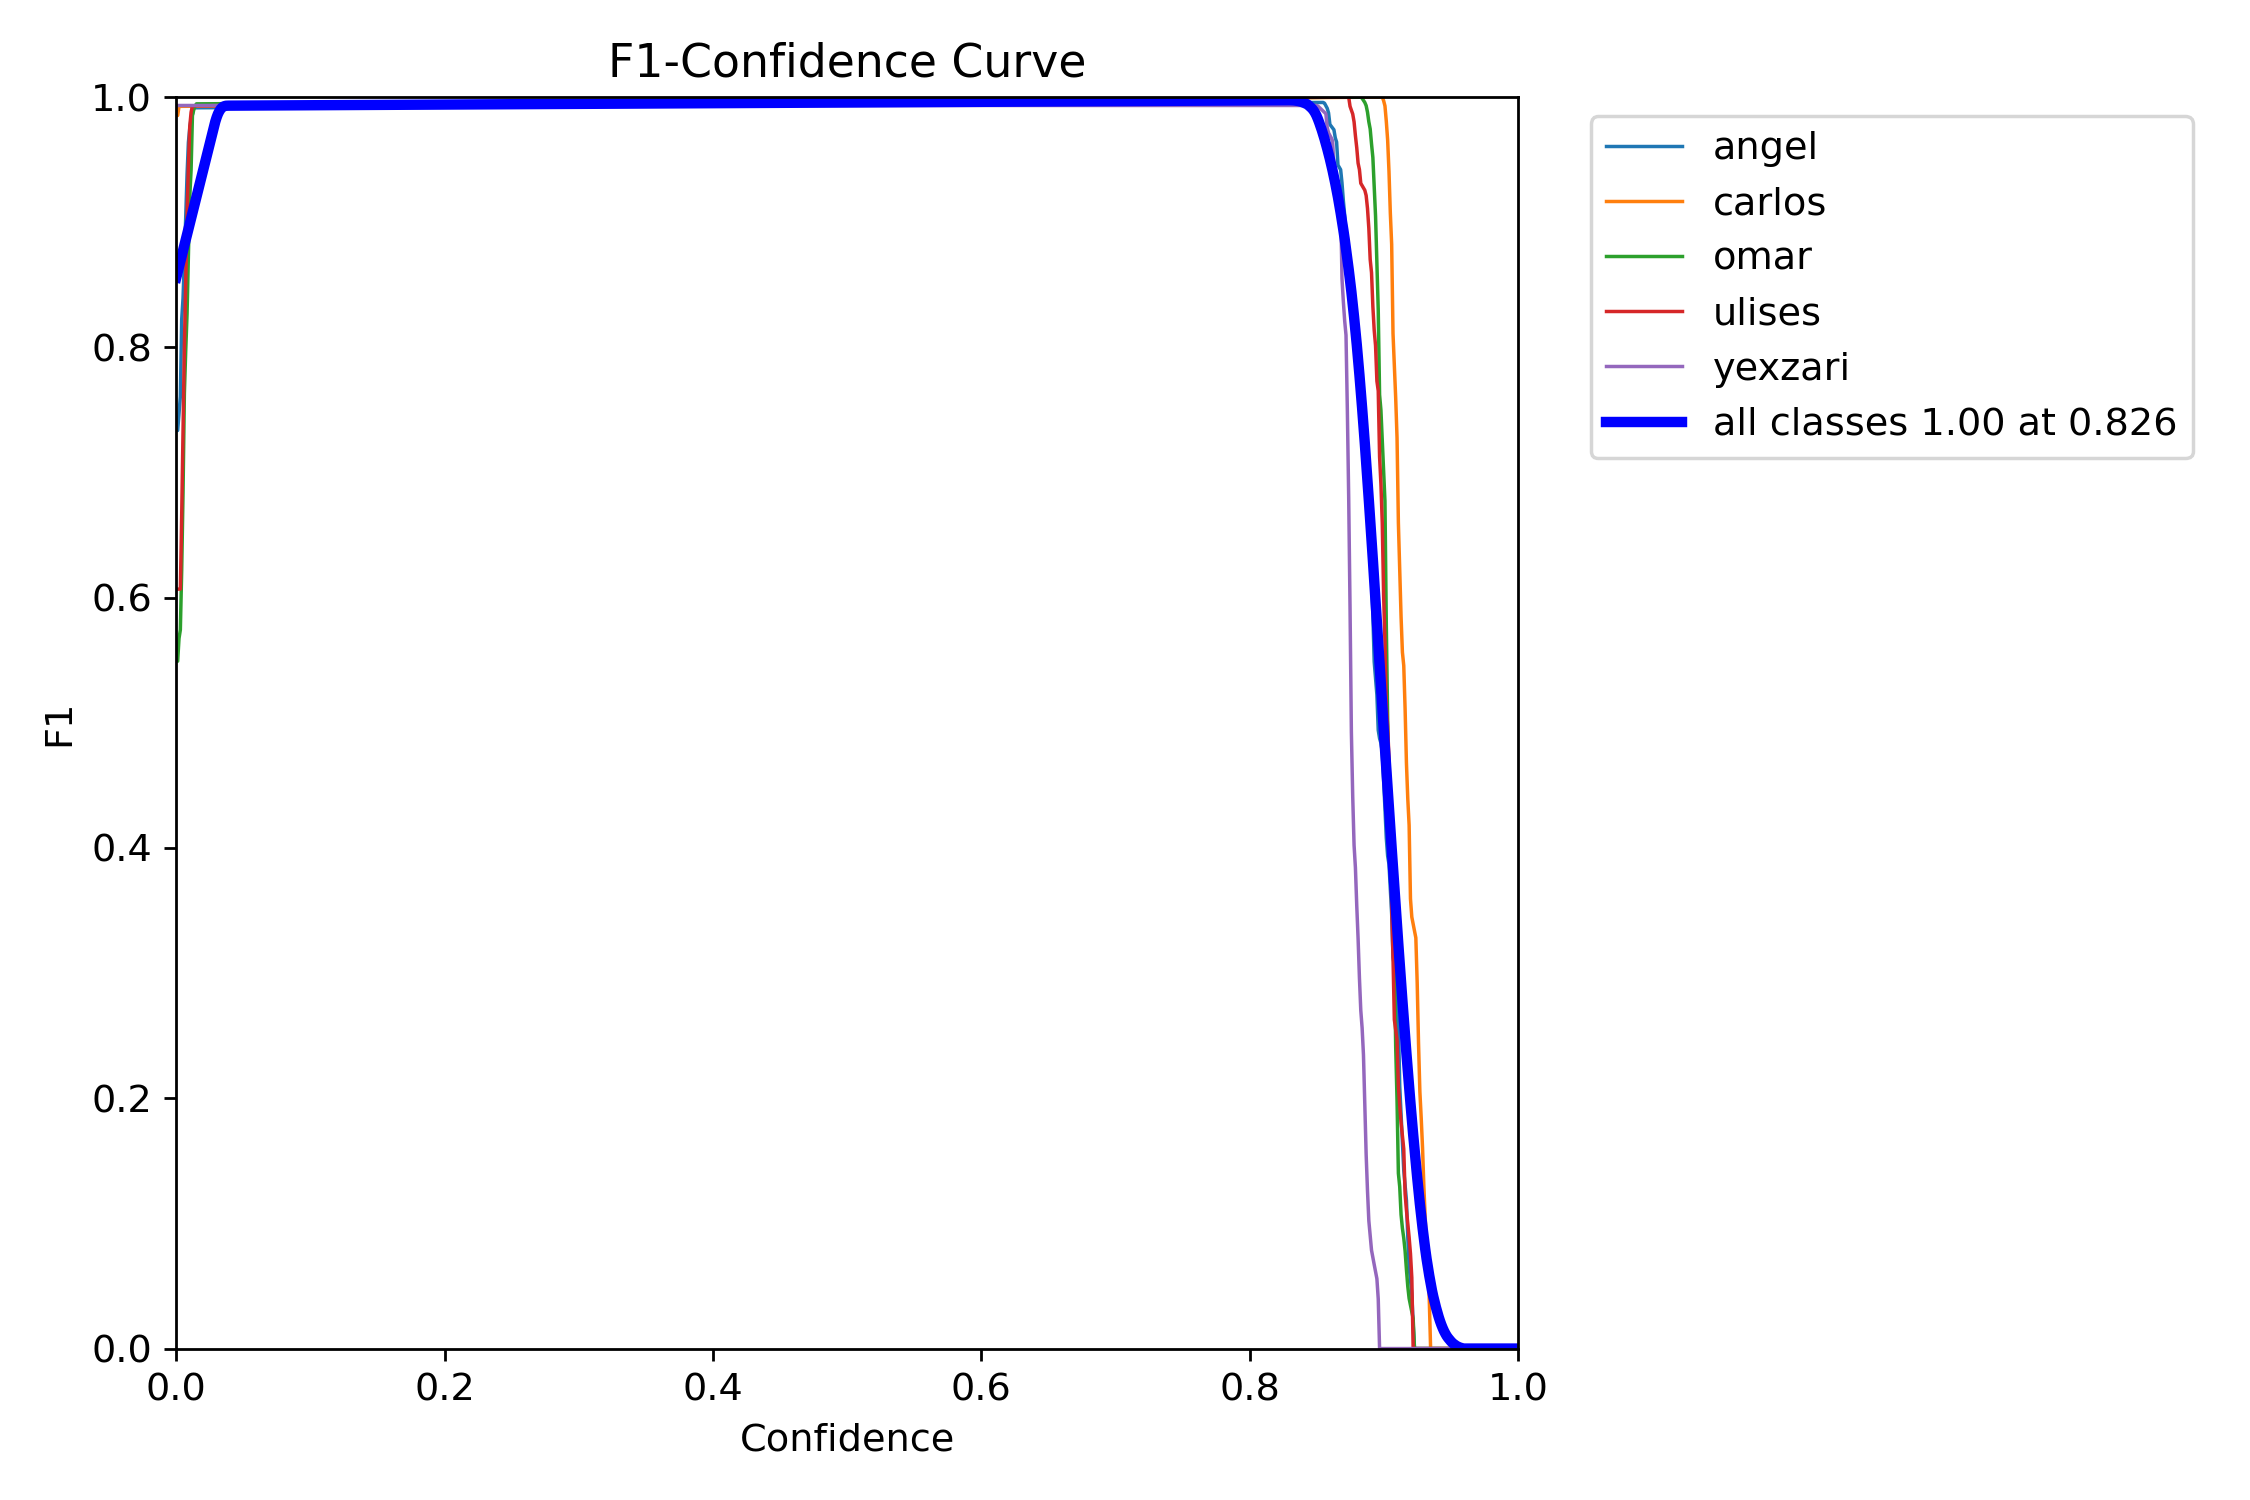 F1-Confidence Curve
1.0
0.8
0.6
0.4
0.2
0.0
F1
0.0 0.2 0.4 0.6 0.8 1.0
Confidence
angel
carlos
omar
ulises
yexzari
all classes 1.00 at 0.826